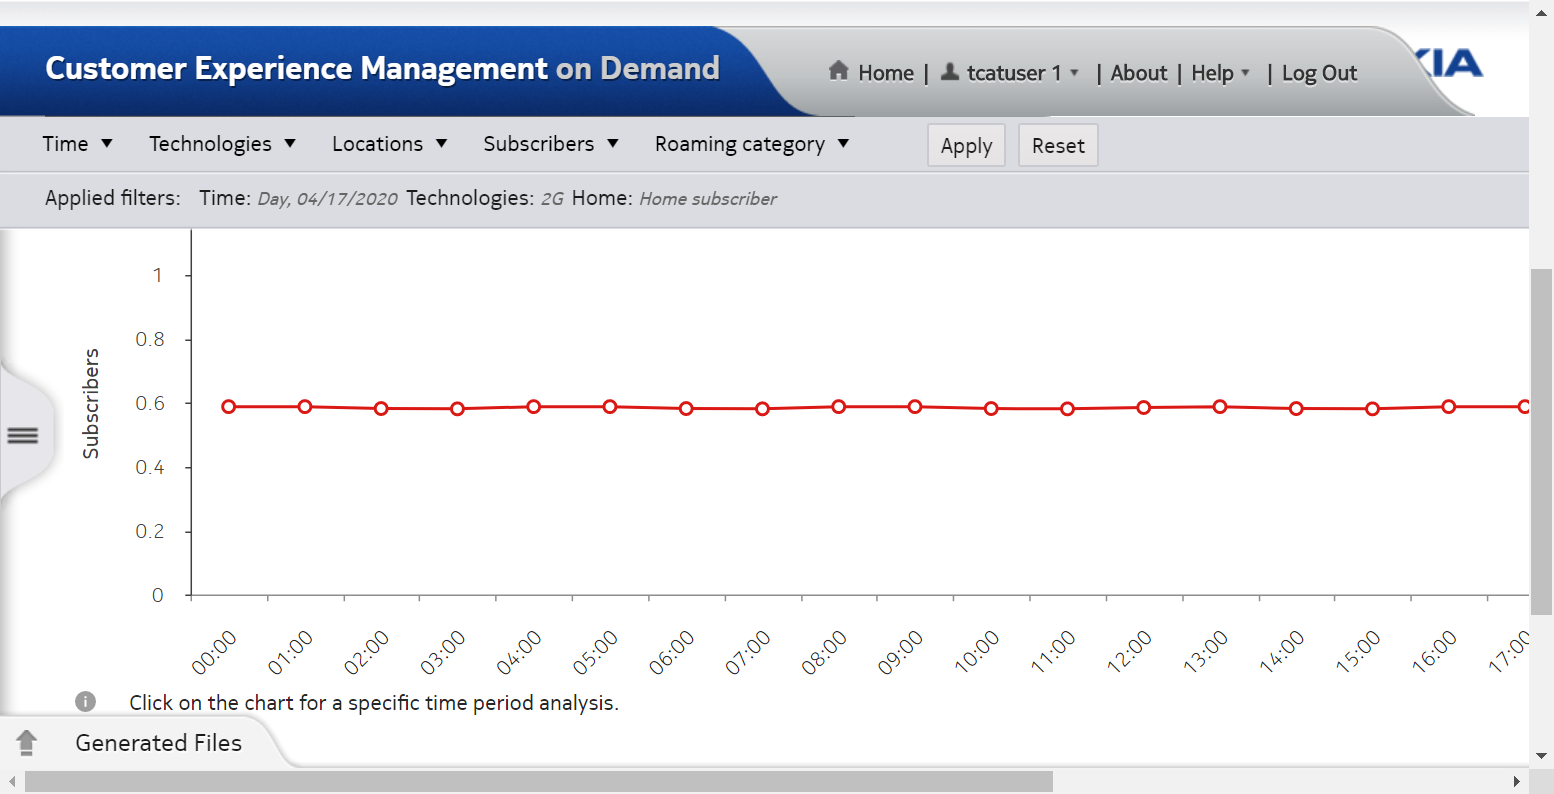 Customer Experience Management on Demand
Home | tcatuser 1 | About | Help | Log Out
Time Technologies Locations Subscribers Roaming category Apply Reset
Applied filters: Time: Day, 04/17/2020 Technologies: 2G Home: Home subscriber
1
0.8
0.6
0.4
0.2
0
Subscribers
00:00 01:00 02:00 03:00 04:00 05:00 06:00 07:00 08:00 09:00 10:00 11:00 12:00 13:00 14:00 15:00 16:00 17:00
Click on the chart for a specific time period analysis.
Generated Files